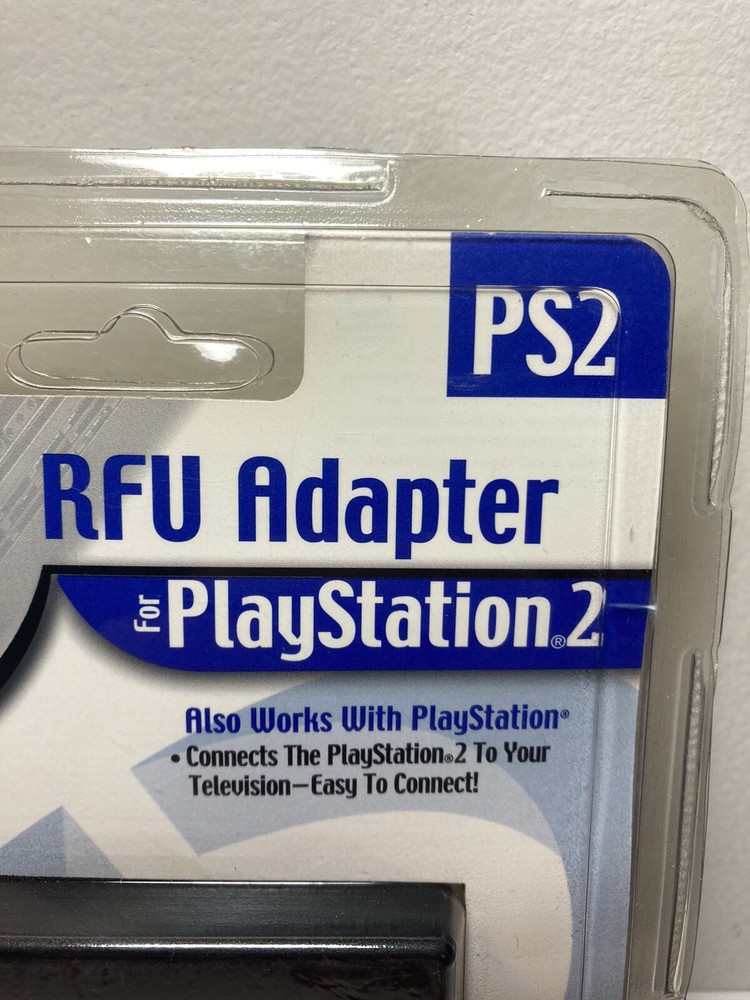 PS2
RFU Adapter
for PlayStation®2
Also Works With PlayStation®
• Connects The PlayStation®2 To Your
Television—Easy To Connect!